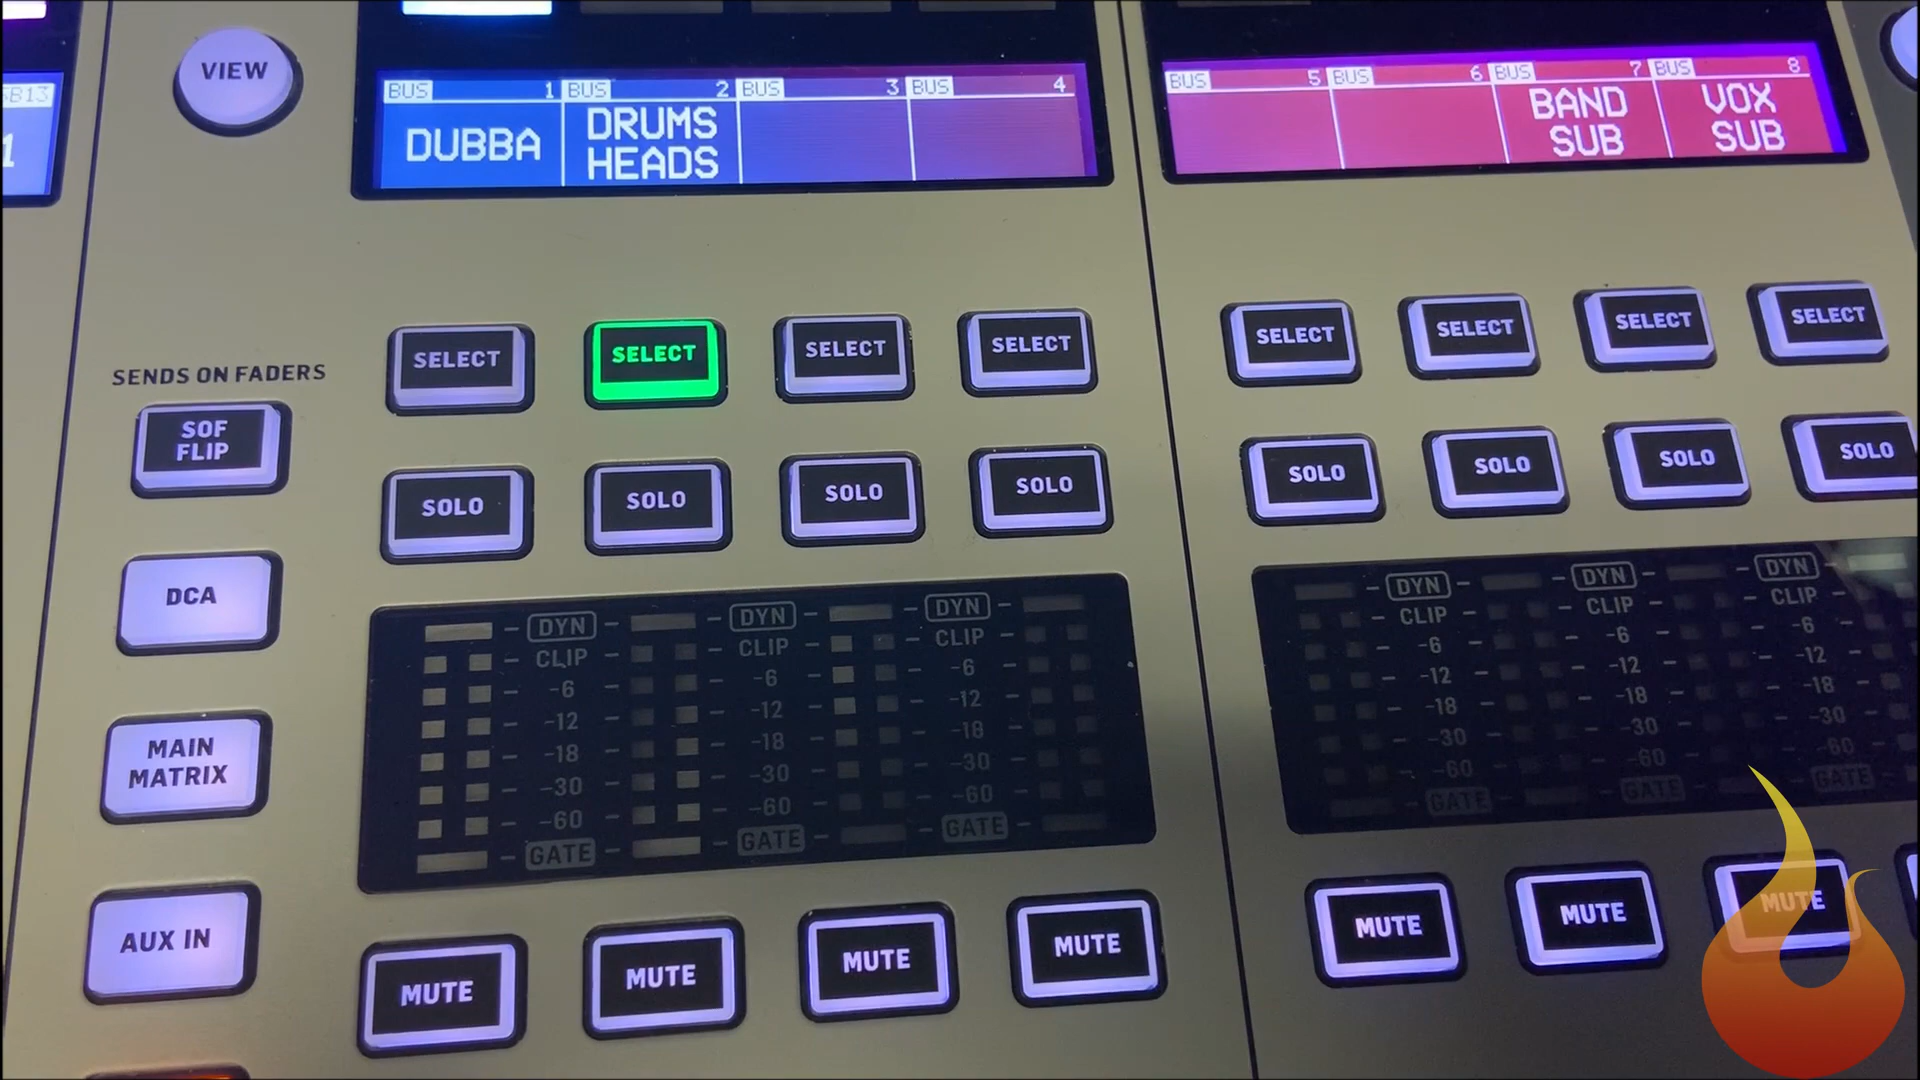 VIEW
BUS 1 BUS 2 BUS 3 BUS 4
DUBBA
DRUMS
HEADS
BUS 5 BUS 6 BUS 7 BUS 8
BAND
SUB
VOX
SUB
B13
1
SELECT SELECT SELECT SELECT SELECT SELECT SELECT SELECT
SENDS ON FADERS
SOF
FLIP
SOLO SOLO SOLO SOLO SOLO SOLO SOLO SOLO
DCA
MAIN
MATRIX
AUX IN
DYN DYN DYN DYN DYN DYN
CLIP CLIP CLIP CLIP CLIP CLIP
-6 -6 -6 -6 -6 -6
-12 -12 -12 -12 -12 -12
-18 -18 -18 -18 -18 -18
-30 -30 -30 -30 -30 -30
-60 -60 -60 -60 -60 -60
GATE GATE GATE GATE GATE GATE
MUTE MUTE MUTE MUTE MUTE MUTE MUTE